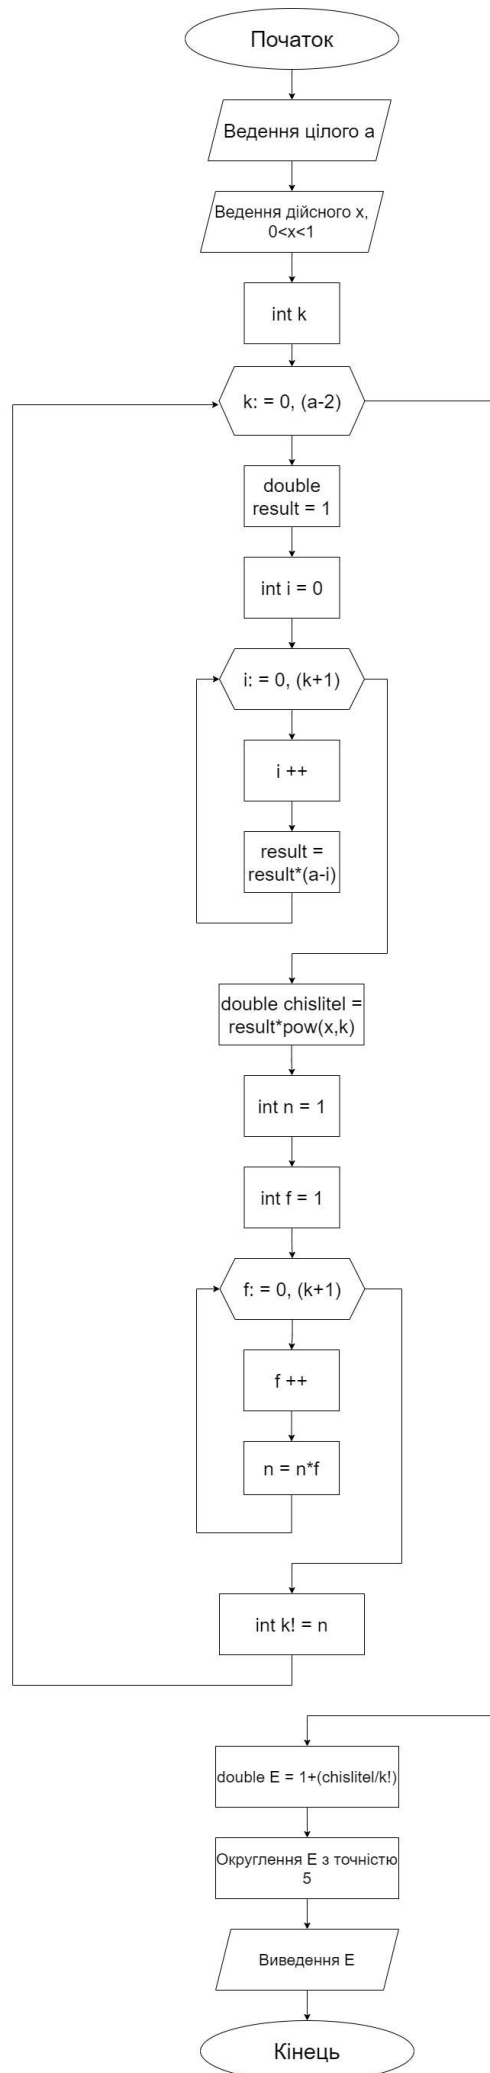 Початок
Ведення цілого a
Ведення дійсного x,
0<x<1
int k
k: = 0, (a-2)
double
result = 1
int i = 0
i: = 0, (k+1)
i ++
result =
result*(a-i)
double chislitel =
result*pow(x,k)
int n = 1
int f = 1
f: = 0, (k+1)
f ++
n = n*f
int k! = n
double E = 1+(chislitel/k!)
Округлення E з точністю
5
Виведення E
Кінець